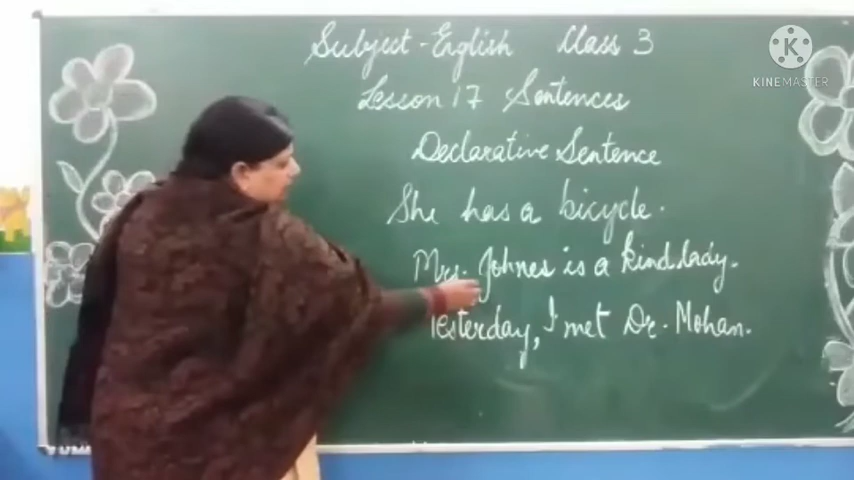 Subject - English Class 3
Lesson 17 Sentences
Declarative Sentence
She has a bicycle.
Mrs. Johnes is a kind lady.
Yesterday, I met Dr. Mohan.
K
KINEMASTER